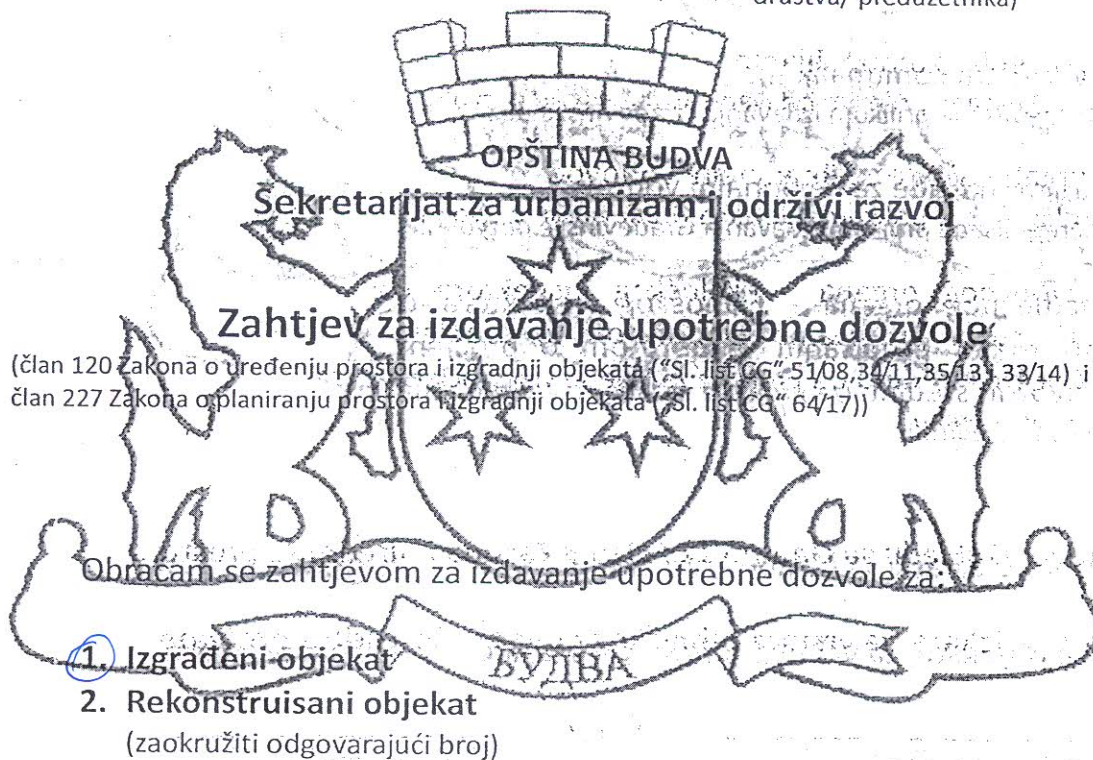 društva/ preduzetnika)
OPŠTINA BUDVA
Sekretarijat za urbanizam i održivi razvoj
Zahtjev za izdavanje upotrebne dozvole
(član 120 Zakona o uređenju prostora i izgradnji objekata ("Sl. list CG" 51/08,34/11,35/13 i 33/14) i
član 227 Zakona o planiranju prostora i izgradnji objekata ("Sl. list CG" 64/17))
Obraćam se zahtjevom za izdavanje upotrebne dozvole za:
1. Izgrađeni objekat
БУДВА
2. Rekonstruisani objekat
(zaokružiti odgovarajući broj)